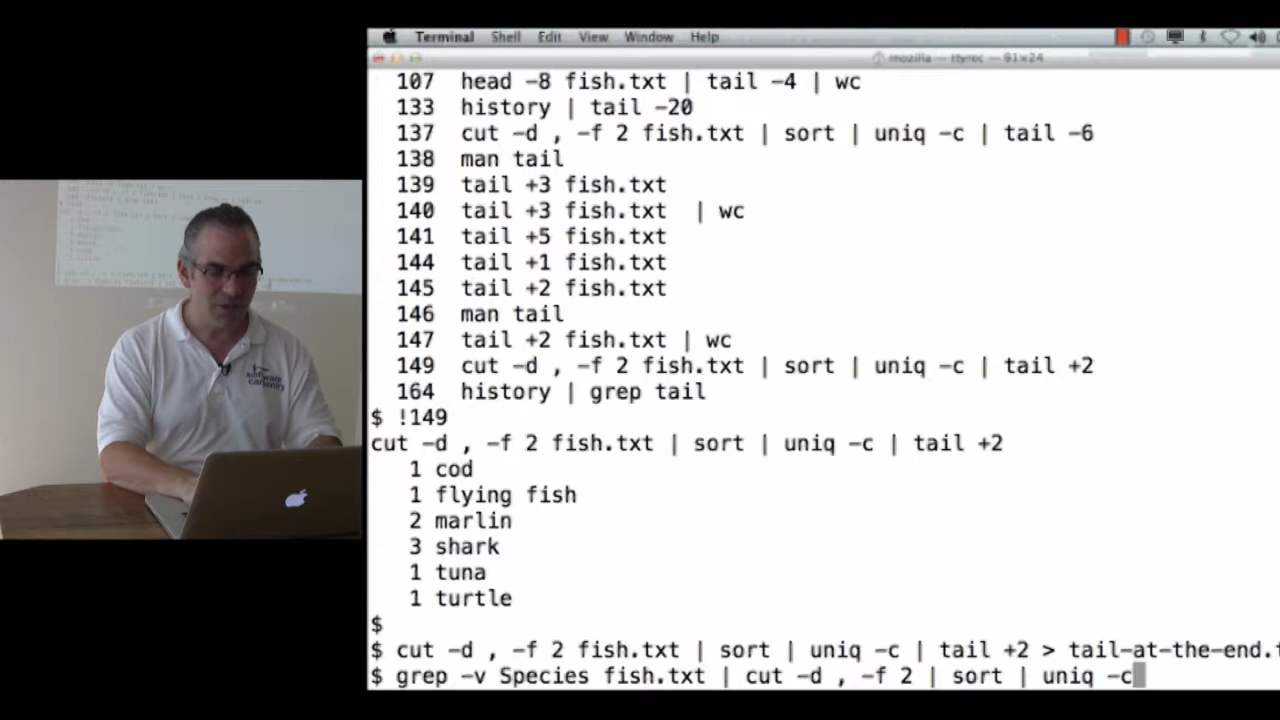 Terminal Shell Edit View Window Help
mozilla — ttyrec — 91×24
107 head -8 fish.txt | tail -4 | wc
133 history | tail -20
137 cut -d , -f 2 fish.txt | sort | uniq -c | tail -6
138 man tail
139 tail +3 fish.txt
140 tail +3 fish.txt | wc
141 tail +5 fish.txt
144 tail +1 fish.txt
145 tail +2 fish.txt
146 man tail
147 tail +2 fish.txt | wc
149 cut -d , -f 2 fish.txt | sort | uniq -c | tail +2
164 history | grep tail
$ !149
cut -d , -f 2 fish.txt | sort | uniq -c | tail +2
1 cod
1 flying fish
2 marlin
3 shark
1 tuna
1 turtle
$
$ cut -d , -f 2 fish.txt | sort | uniq -c | tail +2 > tail-at-the-end.t
$ grep -v Species fish.txt | cut -d , -f 2 | sort | uniq -c
software
carpentry